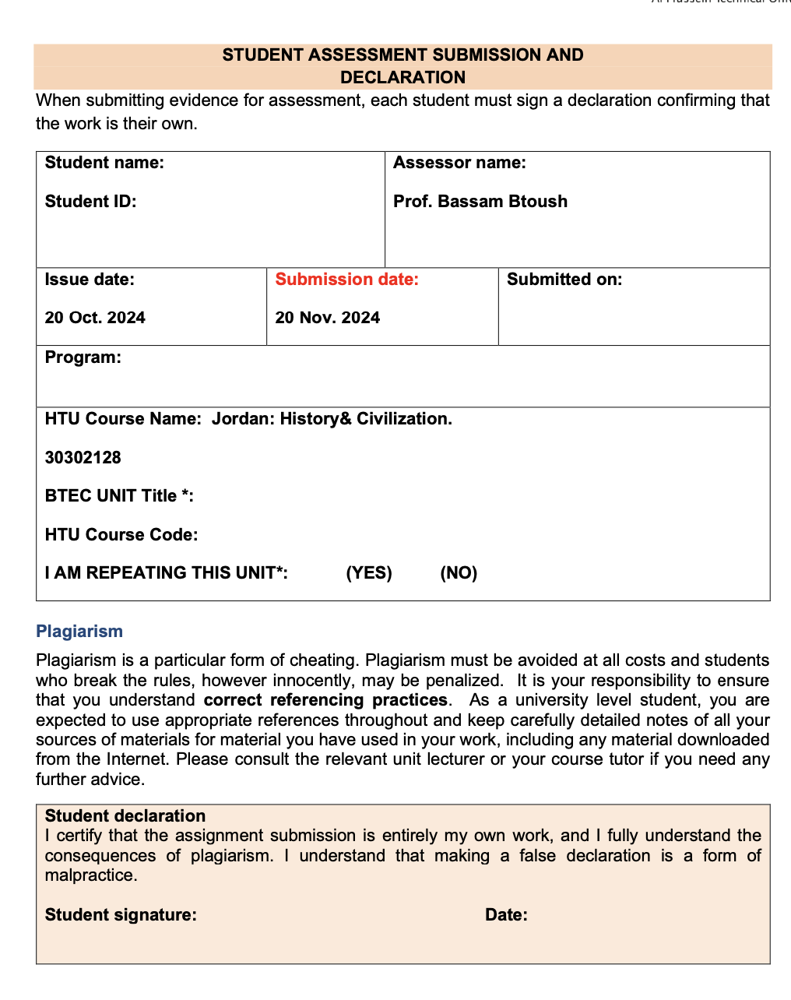 STUDENT ASSESSMENT SUBMISSION AND
DECLARATION
When submitting evidence for assessment, each student must sign a declaration confirming that
the work is their own.
Student name:
Assessor name:
Student ID:
Prof. Bassam Btoush
Issue date:
Submission date:
Submitted on:
20 Oct. 2024
20 Nov. 2024
Program:
HTU Course Name:  Jordan: History& Civilization.
30302128
BTEC UNIT Title *:
HTU Course Code:
I AM REPEATING THIS UNIT*: (YES) (NO)
Plagiarism
Plagiarism is a particular form of cheating. Plagiarism must be avoided at all costs and students
who break the rules, however innocently, may be penalized.  It is your responsibility to ensure
that you understand correct referencing practices.  As a university level student, you are
expected to use appropriate references throughout and keep carefully detailed notes of all your
sources of materials for material you have used in your work, including any material downloaded
from the Internet. Please consult the relevant unit lecturer or your course tutor if you need any
further advice.
Student declaration
I certify that the assignment submission is entirely my own work, and I fully understand the
consequences of plagiarism. I understand that making a false declaration is a form of
malpractice.
Student signature:
Date: